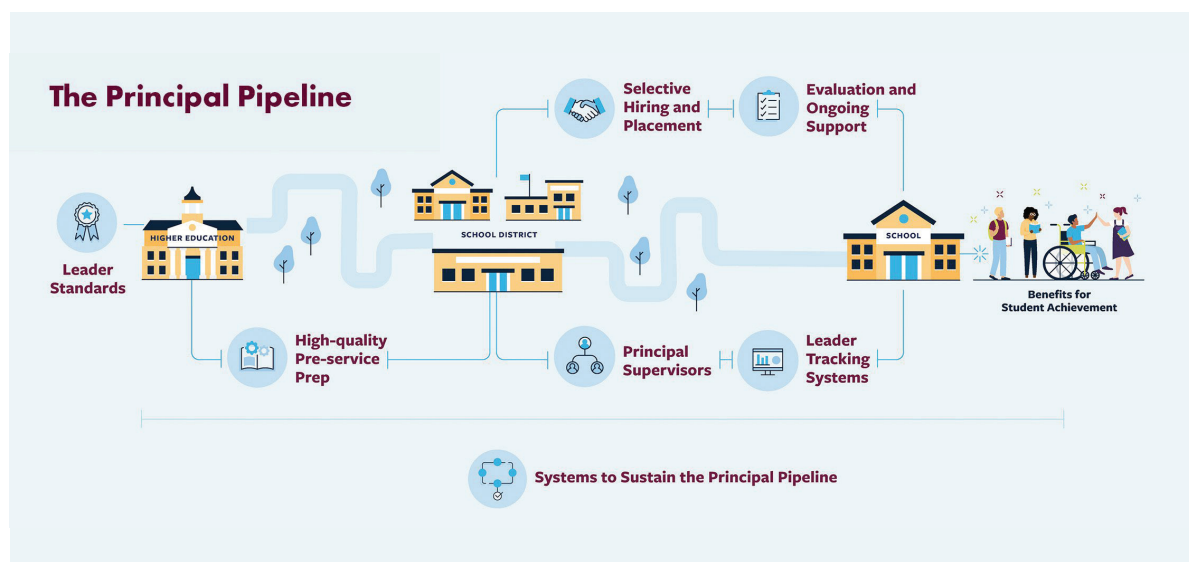 The Principal Pipeline
Selective
Hiring and
Placement
Evaluation and
Ongoing
Support
Leader
Standards
HIGHER EDUCATION
SCHOOL DISTRICT
SCHOOL
Benefits for
Student Achievement
High-quality
Pre-service
Prep
Principal
Supervisors
Leader
Tracking
Systems
Systems to Sustain the Principal Pipeline